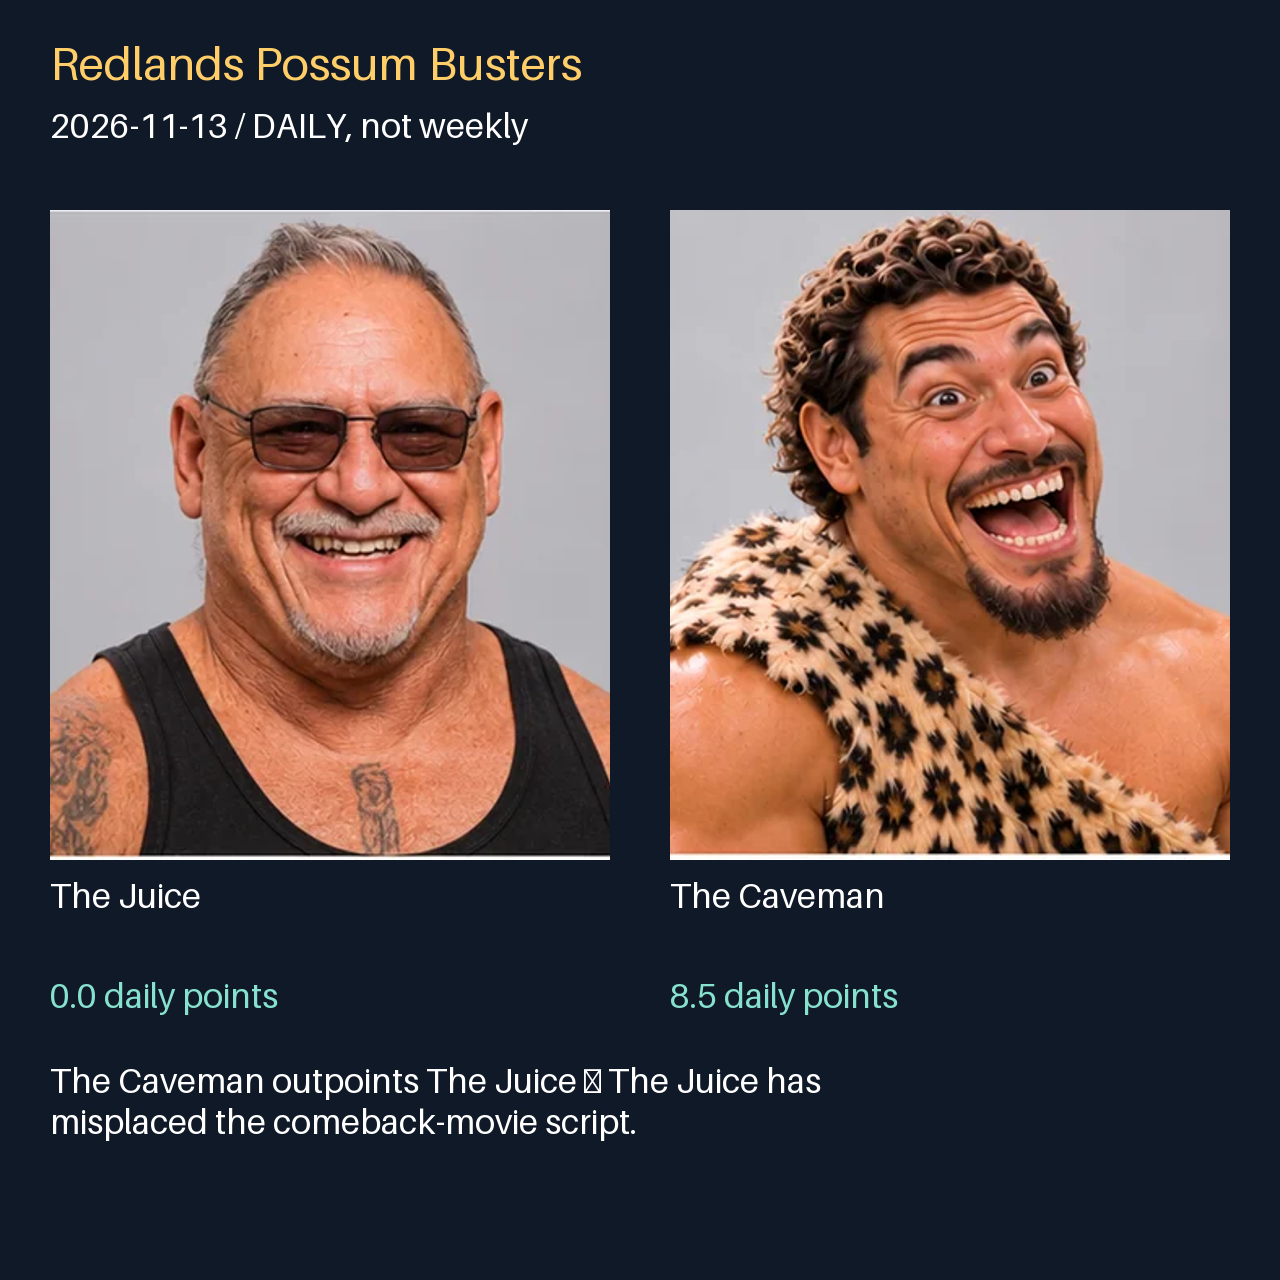 Redlands Possum Busters
2026-11-13 / DAILY, not weekly
The Juice
The Caveman
0.0 daily points
8.5 daily points
The Caveman outpoints The Juice The Juice has
misplaced the comeback-movie script.